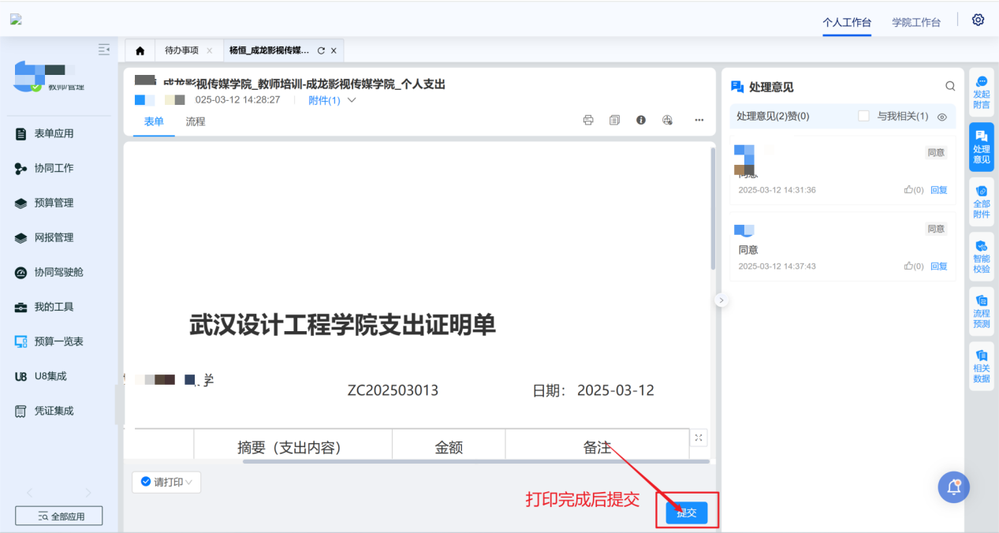 个人工作台 学院工作台
待办事项 杨恒_成龙影视传媒...
教师/管理
表单应用
协同工作
预算管理
网报管理
协同驾驶舱
我的工具
预算一览表
U8 U8集成
凭证集成
全部应用
成龙影视传媒学院_教师培训-成龙影视传媒学院_个人支出
025-03-12 14:28:27 附件(1)
表单 流程
武汉设计工程学院支出证明单
学
ZC202503013 日期: 2025-03-12
摘要（支出内容） 金额 备注
请打印
打印完成后提交
提交
处理意见
处理意见(2)赞(0) 与我相关(1)
同意
同意
2025-03-12 14:31:36 (0) 回复
同意
同意
2025-03-12 14:37:43 (0) 回复
发起
附言
处理
意见
全部
附件
智能
校验
流程
预测
相关
数据